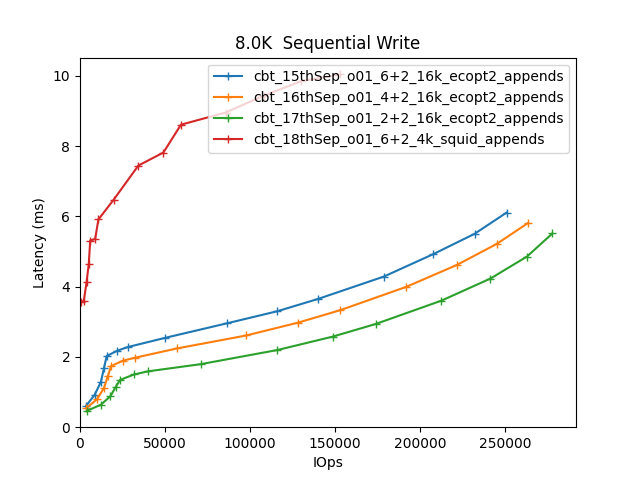 8.0K  Sequential Write
cbt_15thSep_o01_6+2_16k_ecopt2_appends
cbt_16thSep_o01_4+2_16k_ecopt2_appends
cbt_17thSep_o01_2+2_16k_ecopt2_appends
cbt_18thSep_o01_6+2_4k_squid_appends
Latency (ms)
10
8
6
4
2
0
0 50000 100000 150000 200000 250000
IOps